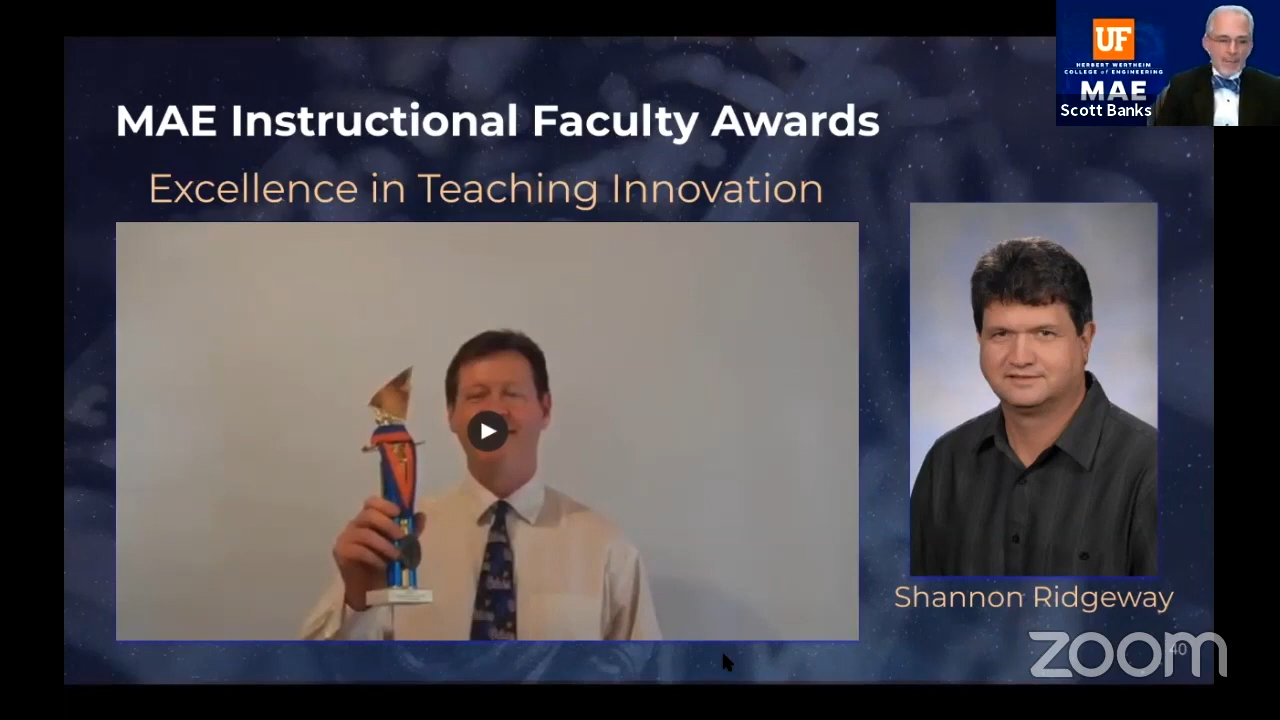 MAE Instructional Faculty Awards
Excellence in Teaching Innovation
UF
HERBERT WERTHEIM
COLLEGE of ENGINEERING
MAE
Scott Banks
Shannon Ridgeway
zoom
40